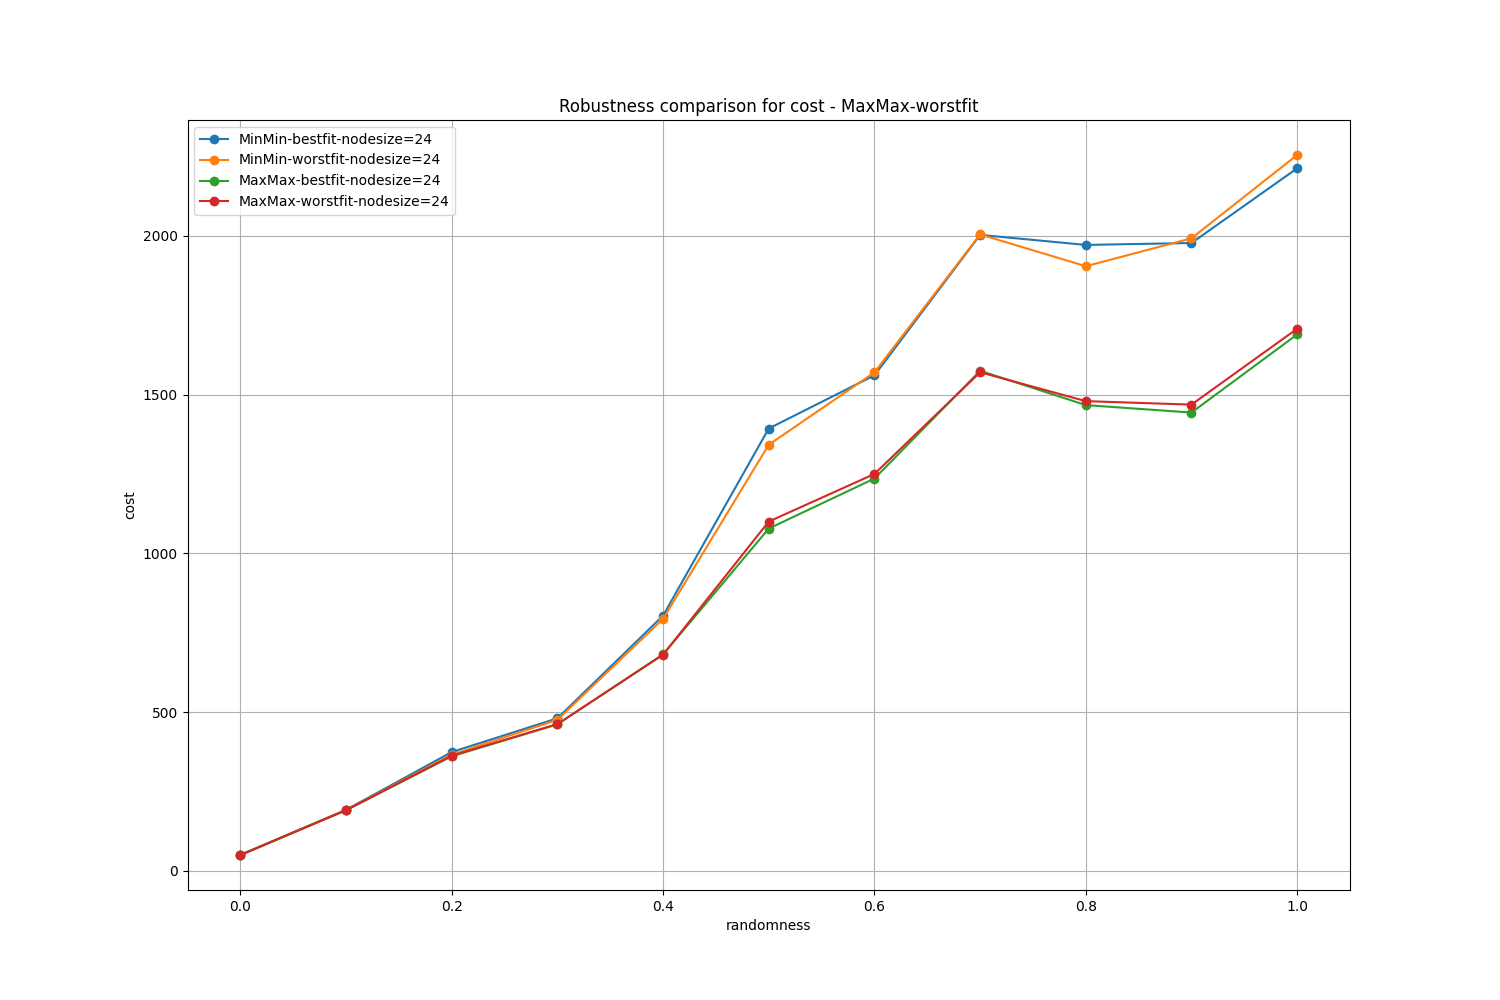 Robustness comparison for cost - MaxMax-worstfit
MinMin-bestfit-nodesize=24
MinMin-worstfit-nodesize=24
MaxMax-bestfit-nodesize=24
MaxMax-worstfit-nodesize=24
2000
1500
1000
500
0
cost
0.0 0.2 0.4 0.6 0.8 1.0
randomness